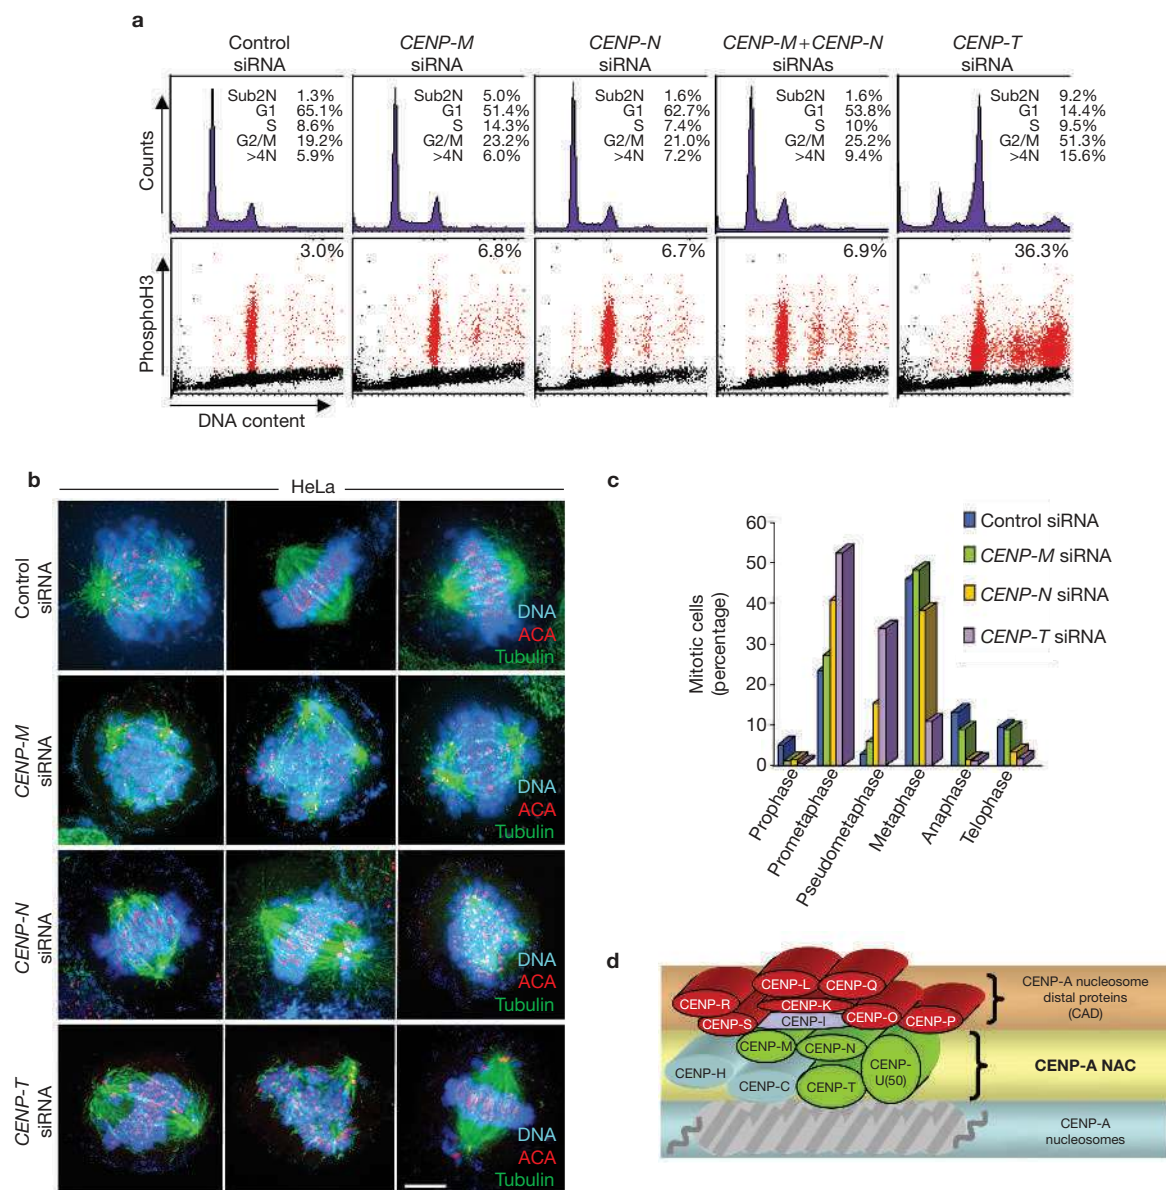 a
Control
siRNA
CENP-M
siRNA
CENP-N
siRNA
CENP-M+CENP-N
siRNAs
CENP-T
siRNA
Counts
Sub2N 1.3%
G1 65.1%
S 8.6%
G2/M 19.2%
>4N 5.9%
Sub2N 5.0%
G1 51.4%
S 14.3%
G2/M 23.2%
>4N 6.0%
Sub2N 1.6%
G1 62.7%
S 7.4%
G2/M 21.0%
>4N 7.2%
Sub2N 1.6%
G1 53.8%
S 10%
G2/M 25.2%
>4N 9.4%
Sub2N 9.2%
G1 14.4%
S 9.5%
G2/M 51.3%
>4N 15.6%
PhosphoH3
3.0%
6.8%
6.7%
6.9%
36.3%
DNA content
b
HeLa
Control
siRNA
DNA
ACA
Tubulin
CENP-M
siRNA
DNA
ACA
Tubulin
CENP-N
siRNA
DNA
ACA
Tubulin
CENP-T
siRNA
DNA
ACA
Tubulin
c
Mitotic cells
(percentage)
60
50
40
30
20
10
0
Control siRNA
CENP-M siRNA
CENP-N siRNA
CENP-T siRNA
Prophase
Prometaphase
Pseudometaphase
Metaphase
Anaphase
Telophase
d
CENP-L
CENP-Q
CENP-R
CENP-K
CENP-S
CENP-I
CENP-O
CENP-P
CENP-A nucleosome
distal proteins
(CAD)
CENP-M
CENP-N
CENP-H
CENP-C
CENP-T
CENP-
U(50)
CENP-A NAC
CENP-A
nucleosomes